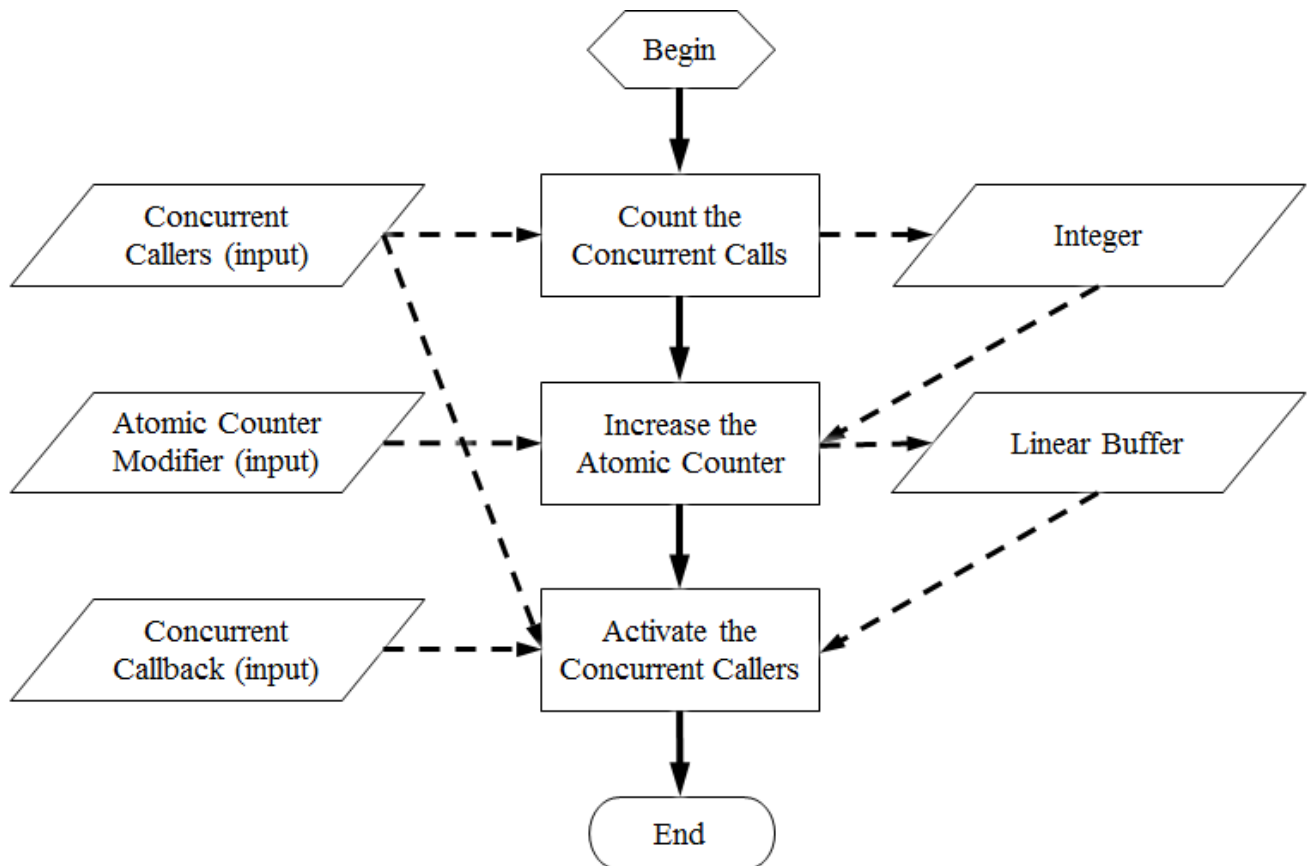 Begin
Concurrent
Callers (input)
Count the
Concurrent Calls
Integer
Atomic Counter
Modifier (input)
Increase the
Atomic Counter
Linear Buffer
Concurrent
Callback (input)
Activate the
Concurrent Callers
End